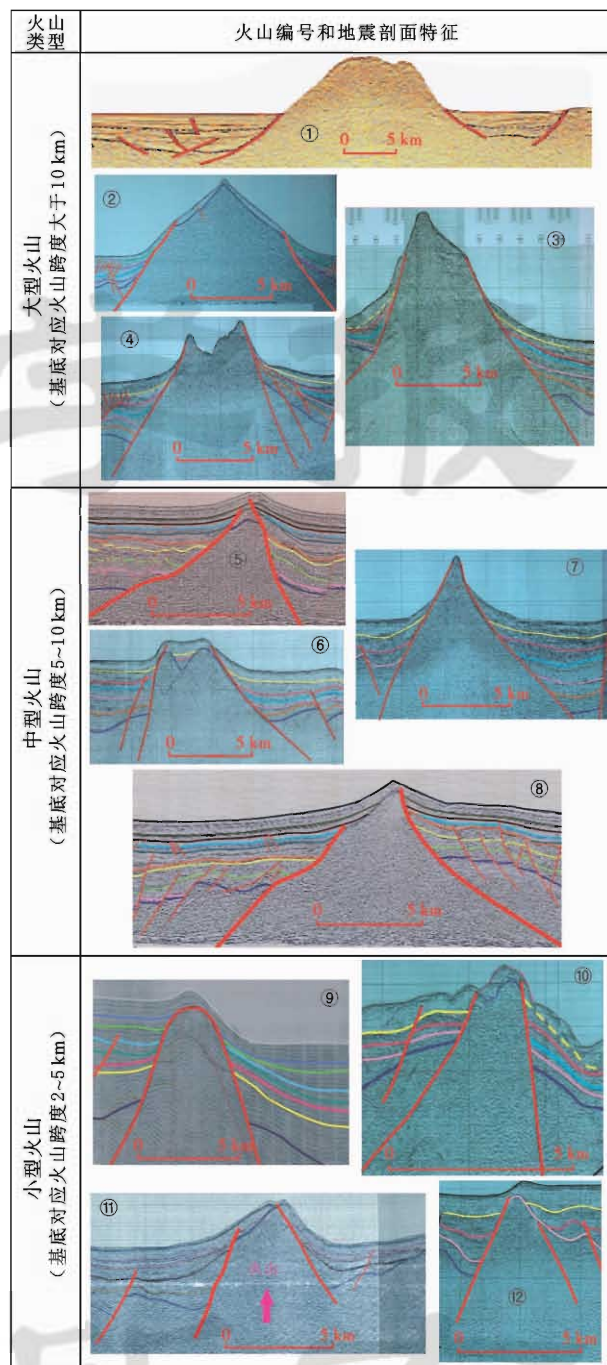 火山
类型
火山编号和地震剖面特征
大型火山
（基底对应火山跨度大于10 km）
①
0 5 km
②
0 5 km
③
0 5 km
④
0 5 km
中型火山
（基底对应火山跨度5~10 km）
⑤
0 5 km
⑥
0 5 km
⑦
0 5 km
⑧
0 5 km
小型火山
（基底对应火山跨度2~5 km）
⑨
0 5 km
⑩
0 5 km
⑪
0 5 km
⑫
0 5 km